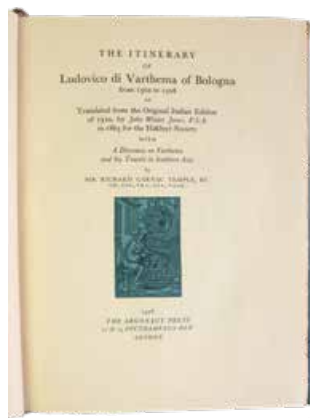 THE ITINERARY
OF
Ludovico di Varthema of Bologna
from 1502 to 1508
as
Translated from the Original Italian Edition
of 1510, by John Winter Jones, F.S.A.
in 1863 for the Hakluyt Society
WITH
A Discourse on Varthema
and his Travels in Southern Asia
by
SIR RICHARD CARNAC TEMPLE, BT.
1928
THE ARGONAUT PRESS
EMPIRE HOUSE
LONDON